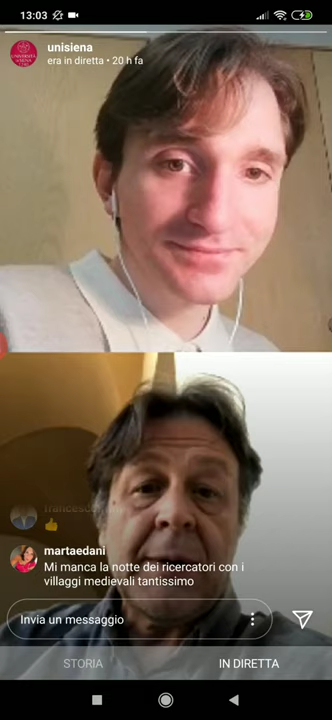 13:03
unisiena
era in diretta • 20 h fa
martaedani
Mi manca la notte dei ricercatori con i
villaggi medievali tantissimo
Invia un messaggio
STORIA
IN DIRETTA